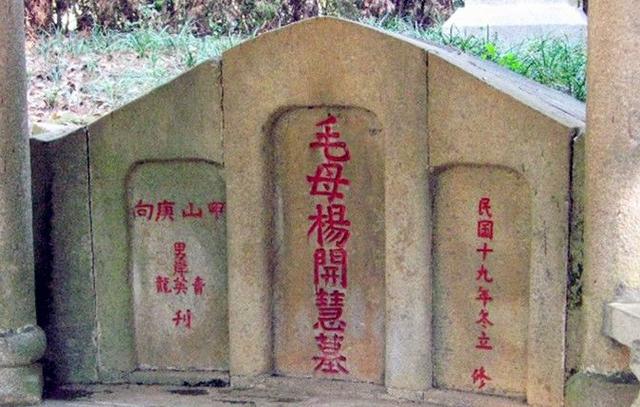 民国十九年冬立 修
毛母楊開慧墓
甲山庚向
男岸英
青
龍
刊